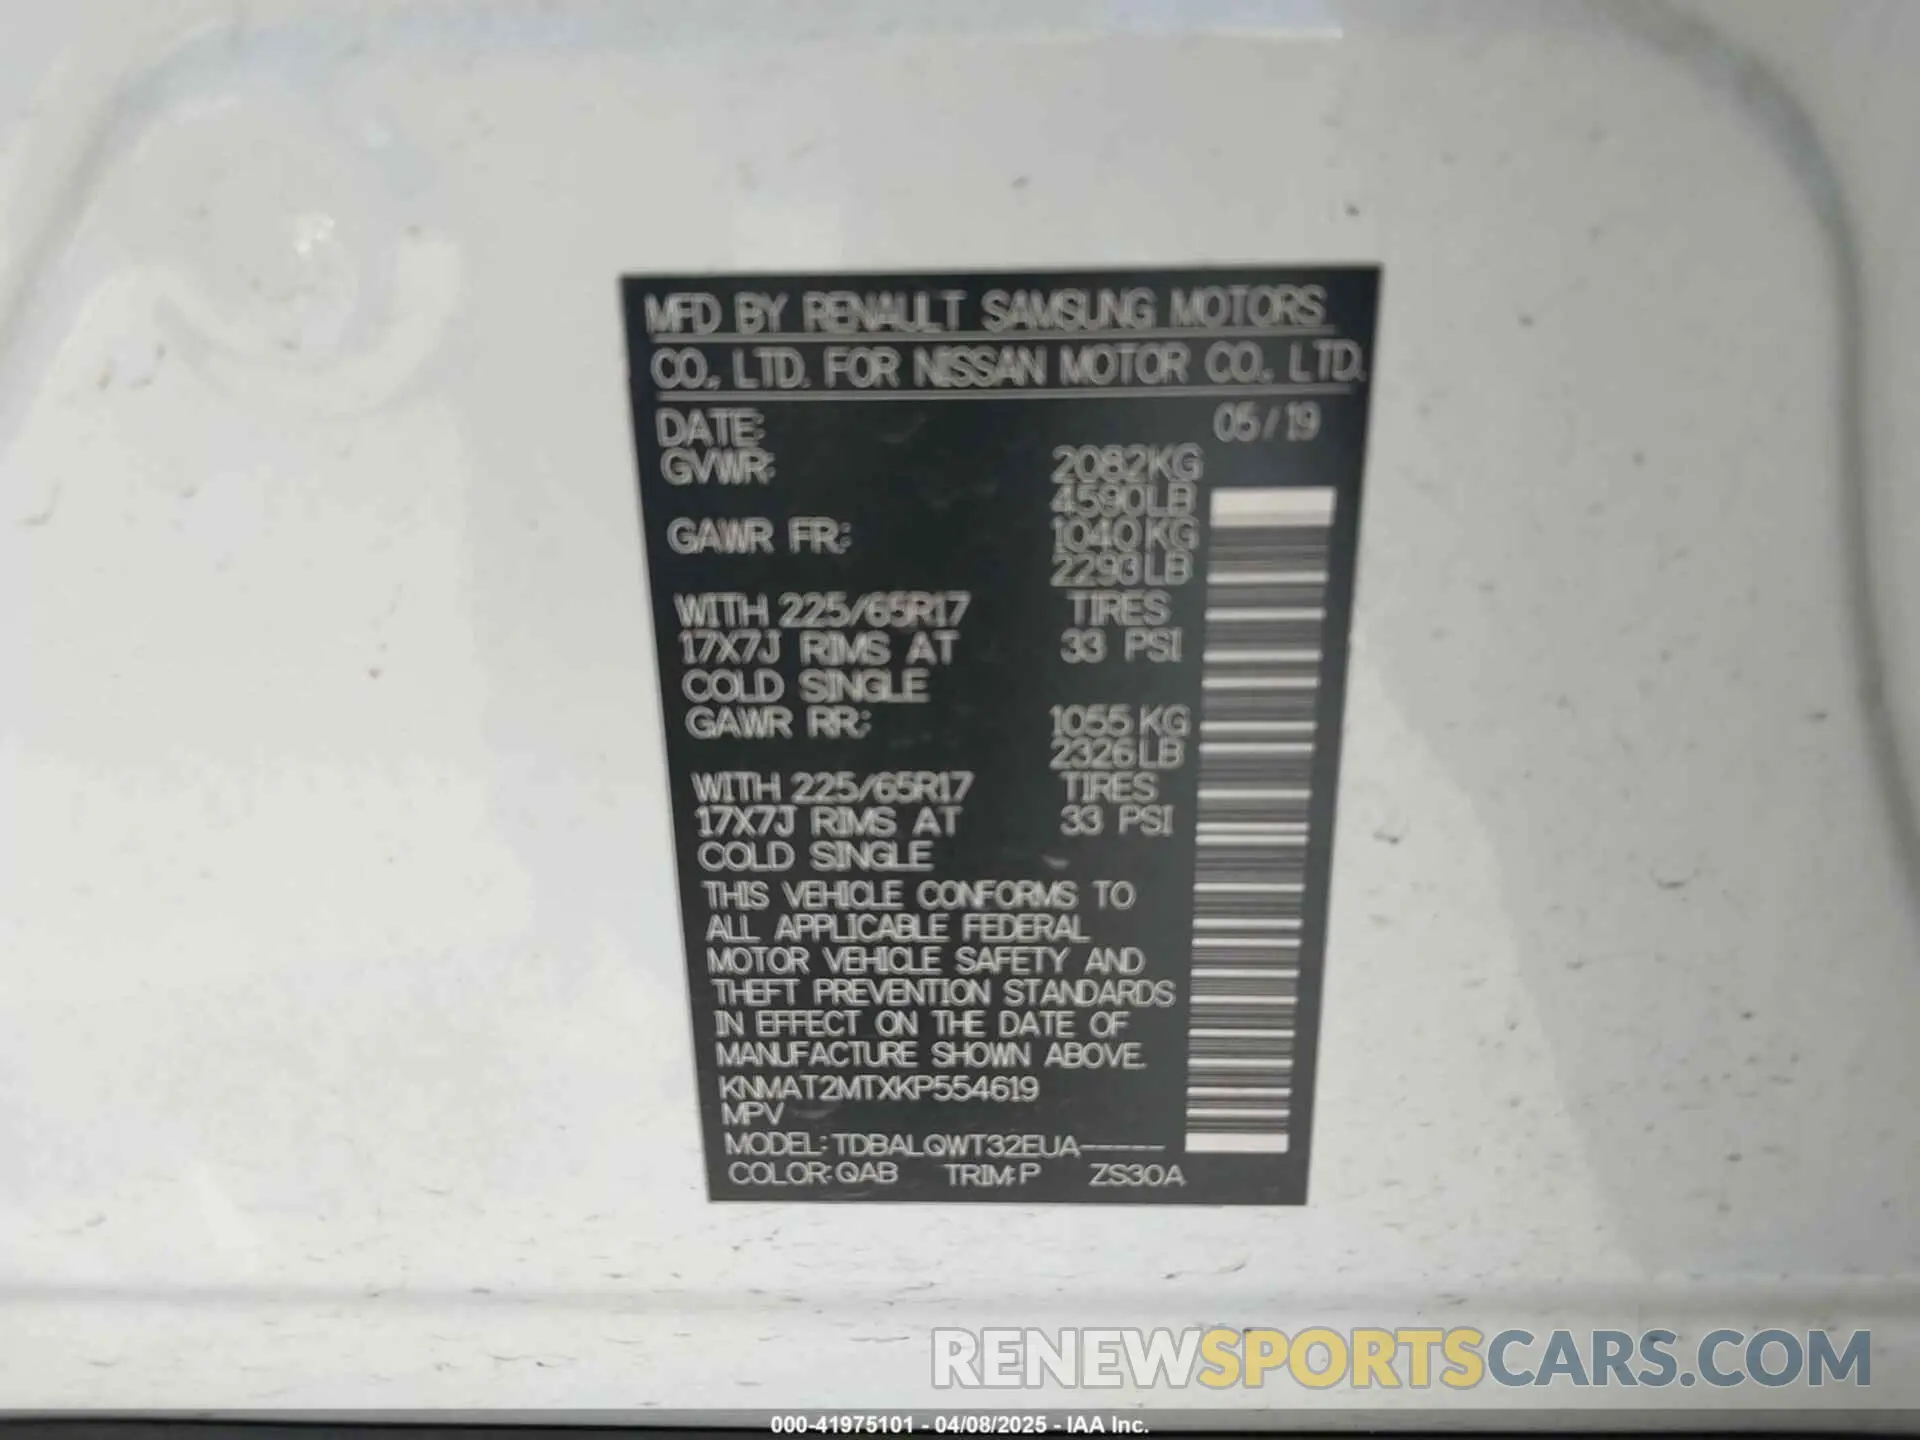 MFD BY RENAULT SAMSUNG MOTORS
CO., LTD. FOR NISSAN MOTOR CO., LTD.
DATE: 05/19
GVWR: 2082KG
4590LB
GAWR FR: 1040KG
2293LB
WITH 225/65R17 TIRES
17X7J RIMS AT 33 PSI
COLD SINGLE
GAWR RR: 1055KG
2326LB
WITH 225/65R17 TIRES
17X7J RIMS AT 33 PSI
COLD SINGLE
THIS VEHICLE CONFORMS TO
ALL APPLICABLE FEDERAL
MOTOR VEHICLE SAFETY AND
THEFT PREVENTION STANDARDS
IN EFFECT ON THE DATE OF
MANUFACTURE SHOWN ABOVE.
KNMAT2MTXKP554619
MPV
MODEL: TDBALQWT32EUA-----
COLOR: QAB TRIM: P ZS30A
RENEWSPORTSCARS.COM
000-41975101 - 04/08/2025 - IAA Inc.